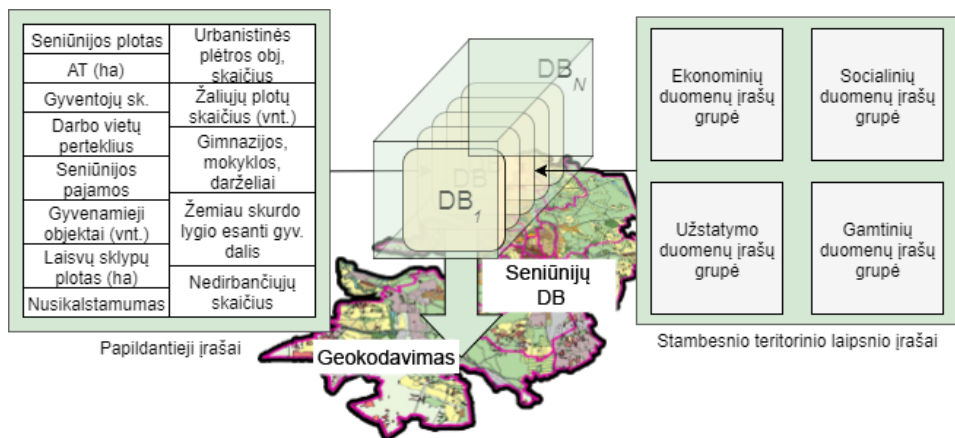 Seniūnijos plotas
AT (ha)
Gyventojų sk.
Darbo vietų
perteklius
Seniūnijos
pajamos
Gyvenamieji
objektai (vnt.)
Laisvų sklypų
plotas (ha)
Nusikalstamumas
Urbanistinės
plėtros obj,
skaičius
Žaliųjų plotų
skaičius (vnt.)
Gimnazijos,
mokyklos,
darželiai
Žemiau skurdo
lygio esanti gyv.
dalis
Nedirbančiųjų
skaičius
Papildantieji įrašai
DB N
DB
DB 1
Seniūnijų
DB
Geokodavimas
Ekonominių
duomenų įrašų
grupė
Socialinių
duomenų įrašų
grupė
Užstatymo
duomenų įrašų
grupė
Gamtinių
duomenų įrašų
grupė
Stambesnio teritorinio laipsnio įrašai